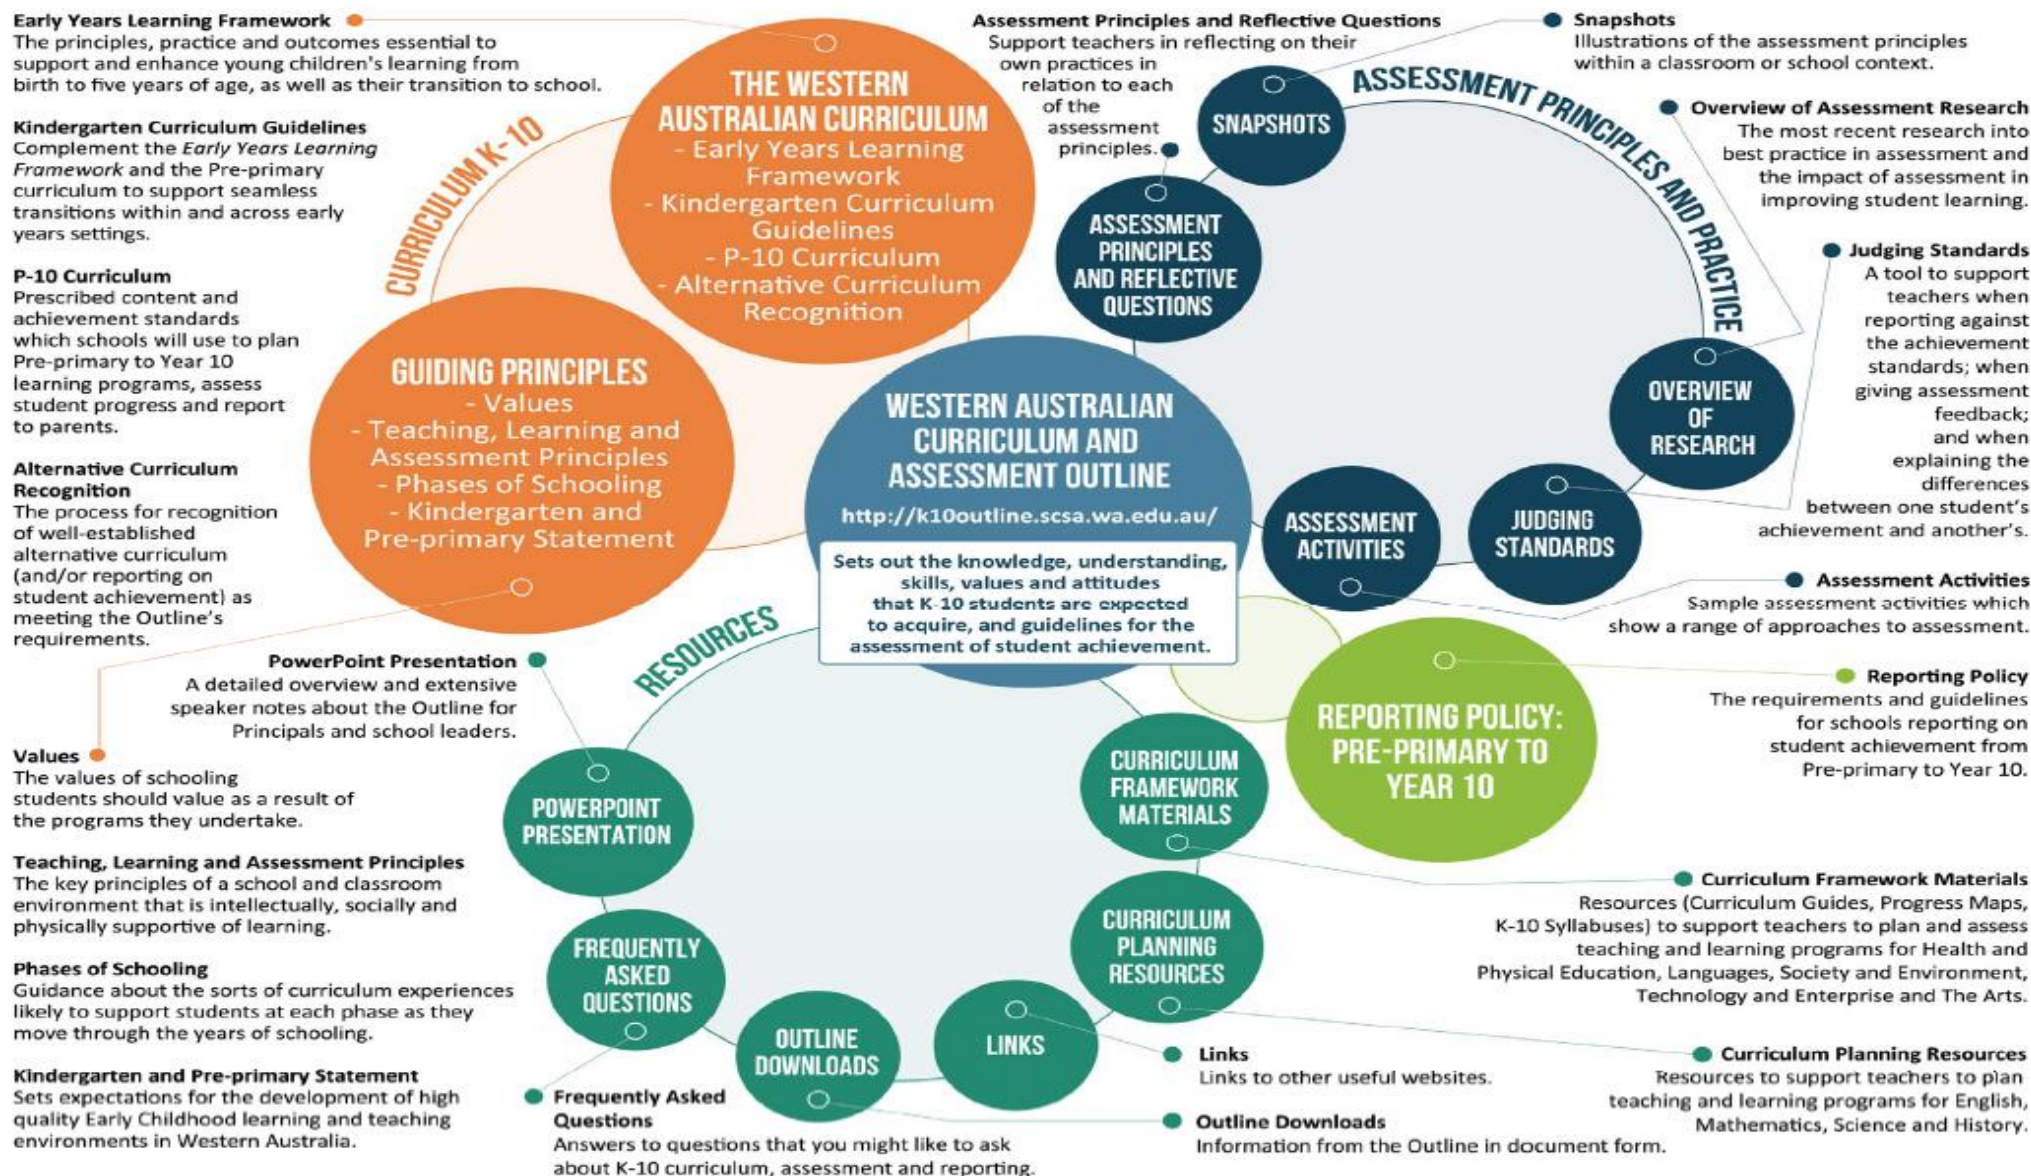 Early Years Learning Framework
The principles, practice and outcomes essential to
support and enhance young children's learning from
birth to five years of age, as well as their transition to school.
Kindergarten Curriculum Guidelines
Complement the Early Years Learning
Framework and the Pre-primary
curriculum to support seamless
transitions within and across early
years settings.
P-10 Curriculum
Prescribed content and
achievement standards
which schools will use to plan
Pre-primary to Year 10
learning programs, assess
student progress and report
to parents.
Alternative Curriculum
Recognition
The process for recognition
of well-established
alternative curriculum
(and/or reporting on
student achievement) as
meeting the Outline's
requirements.
CURRICULUM K-10
THE WESTERN
AUSTRALIAN CURRICULUM
- Early Years Learning
Framework
- Kindergarten Curriculum
Guidelines
- P-10 Curriculum
- Alternative Curriculum
Recognition
GUIDING PRINCIPLES
- Values
- Teaching, Learning and
Assessment Principles
- Phases of Schooling
- Kindergarten and
Pre-primary Statement
Values
The values of schooling
students should value as a result of
the programs they undertake.
Teaching, Learning and Assessment Principles
The key principles of a school and classroom
environment that is intellectually, socially and
physically supportive of learning.
Phases of Schooling
Guidance about the sorts of curriculum experiences
likely to support students at each phase as they
move through the years of schooling.
Kindergarten and Pre-primary Statement
Sets expectations for the development of high
quality Early Childhood learning and teaching
environments in Western Australia.
WESTERN AUSTRALIAN
CURRICULUM AND
ASSESSMENT OUTLINE
http://k10outline.scsa.wa.edu.au/
Sets out the knowledge, understanding,
skills, values and attitudes
that K-10 students are expected
to acquire, and guidelines for the
assessment of student achievement.
Assessment Principles and Reflective Questions
Support teachers in reflecting on their
own practices in
relation to each
of the
assessment
principles.
Snapshots
Illustrations of the assessment principles
within a classroom or school context.
ASSESSMENT PRINCIPLES AND PRACTICE
SNAPSHOTS
ASSESSMENT
PRINCIPLES
AND REFLECTIVE
QUESTIONS
OVERVIEW
OF
RESEARCH
JUDGING
STANDARDS
ASSESSMENT
ACTIVITIES
Overview of Assessment Research
The most recent research into
best practice in assessment and
the impact of assessment in
improving student learning.
Judging Standards
A tool to support
teachers when
reporting against
the achievement
standards; when
giving assessment
feedback;
and when
explaining the
differences
between one student's
achievement and another's.
Assessment Activities
Sample assessment activities which
show a range of approaches to assessment.
Reporting Policy
The requirements and guidelines
for schools reporting on
student achievement from
Pre-primary to Year 10.
REPORTING POLICY:
PRE-PRIMARY TO
YEAR 10
RESOURCES
PowerPoint Presentation
A detailed overview and extensive
speaker notes about the Outline for
Principals and school leaders.
POWERPOINT
PRESENTATION
FREQUENTLY
ASKED
QUESTIONS
OUTLINE
DOWNLOADS
LINKS
CURRICULUM
PLANNING
RESOURCES
CURRICULUM
FRAMEWORK
MATERIALS
Curriculum Framework Materials
Resources (Curriculum Guides, Progress Maps,
K-10 Syllabuses) to support teachers to plan and assess
teaching and learning programs for Health and
Physical Education, Languages, Society and Environment,
Technology and Enterprise and The Arts.
Curriculum Planning Resources
Resources to support teachers to plan
teaching and learning programs for English,
Mathematics, Science and History.
Links
Links to other useful websites.
Outline Downloads
Information from the Outline in document form.
Frequently Asked
Questions
Answers to questions that you might like to ask
about K-10 curriculum, assessment and reporting.